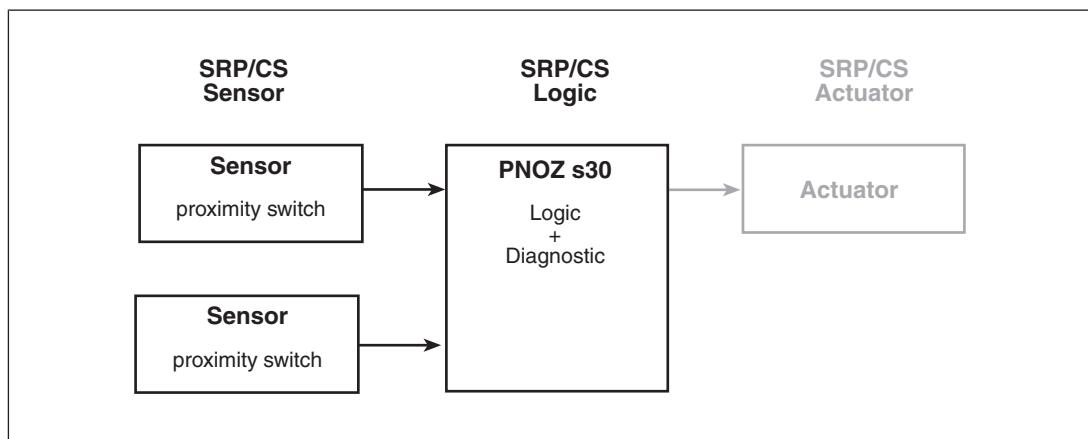 SRP/CS
Sensor
SRP/CS
Logic
SRP/CS
Actuator
Sensor
proximity switch
PNOZ s30
Logic
+
Diagnostic
Actuator
Sensor
proximity switch